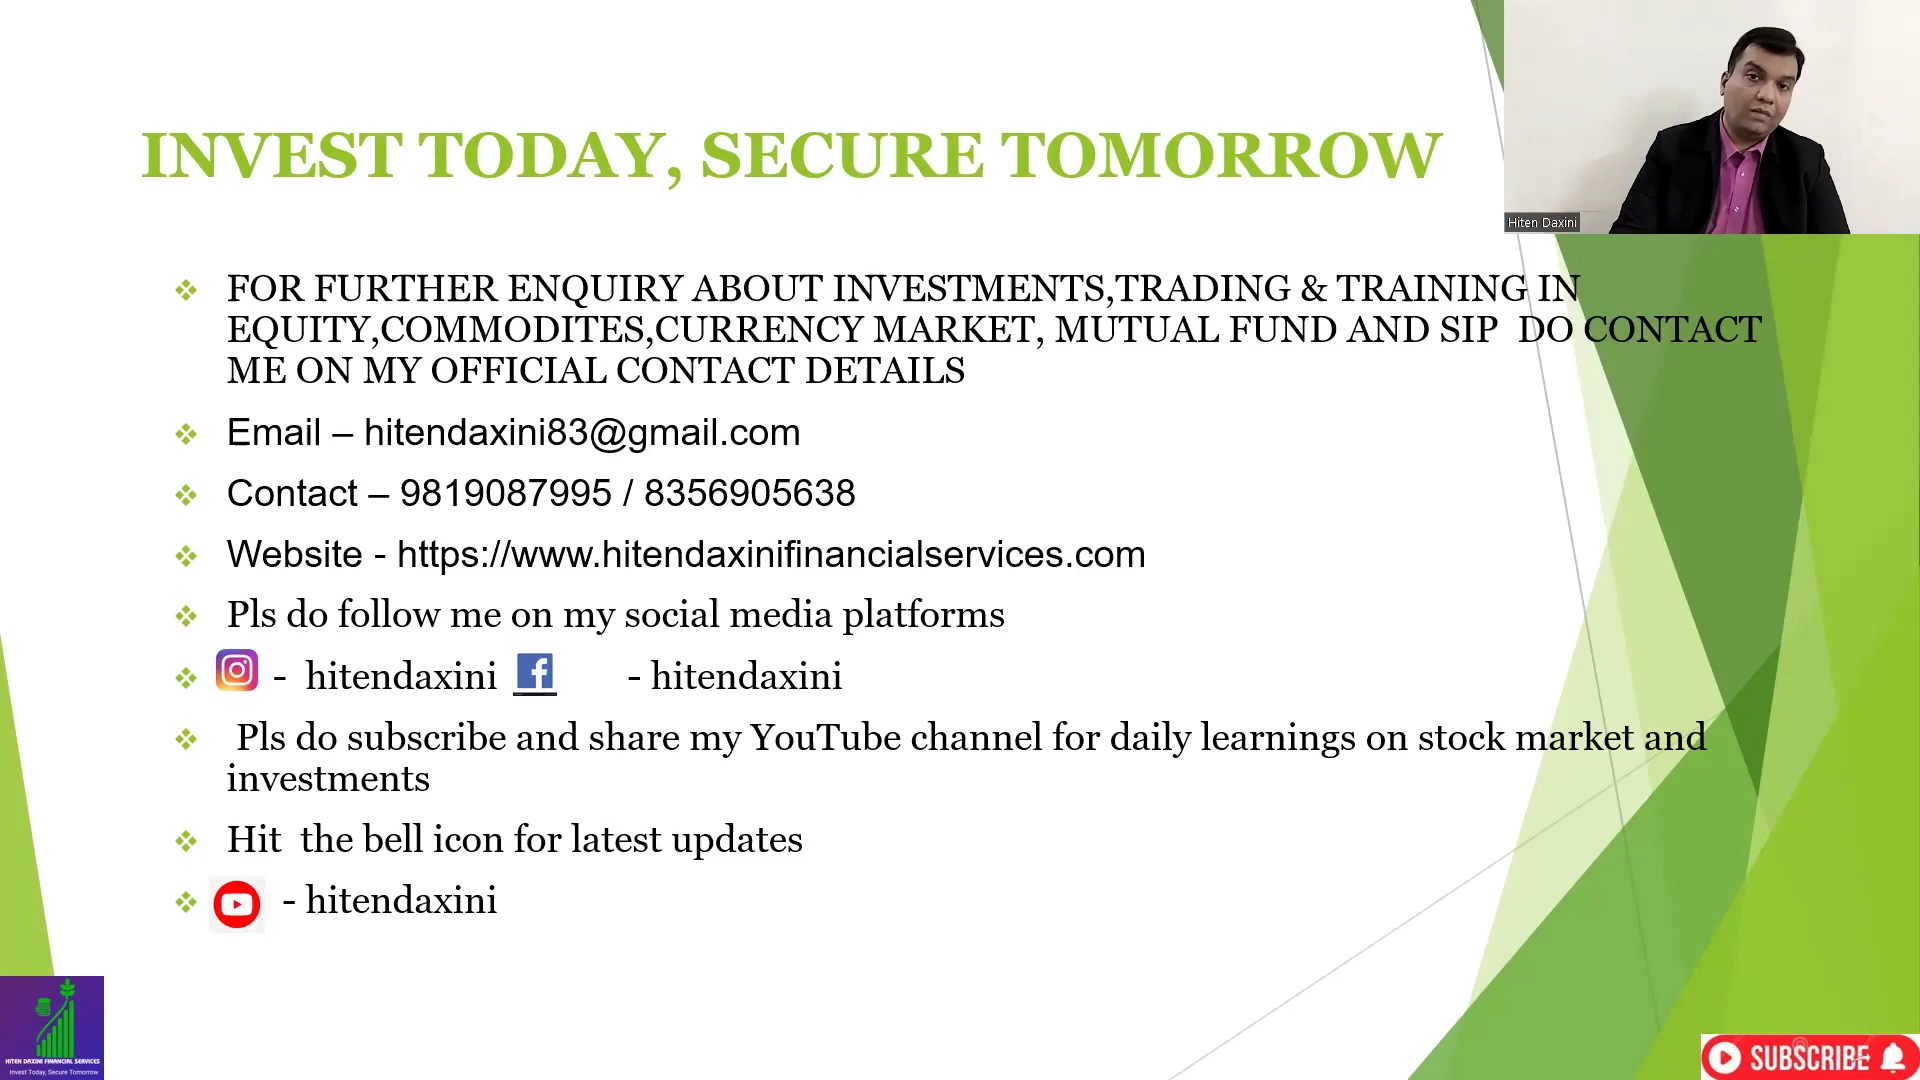 INVEST TODAY, SECURE TOMORROW
Hiten Daxini
FOR FURTHER ENQUIRY ABOUT INVESTMENTS,TRADING & TRAINING IN
EQUITY,COMMODITES,CURRENCY MARKET, MUTUAL FUND AND SIP DO CONTACT
ME ON MY OFFICIAL CONTACT DETAILS
Email – hitendaxini83@gmail.com
Contact – 9819087995 / 8356905638
Website - https://www.hitendaxinifinancialservices.com
Pls do follow me on my social media platforms
- hitendaxini - hitendaxini
Pls do subscribe and share my YouTube channel for daily learnings on stock market and
investments
Hit the bell icon for latest updates
- hitendaxini
HITEN DAXINI FINANCIAL SERVICES
Invest Today, Secure Tomorrow
SUBSCRIBE